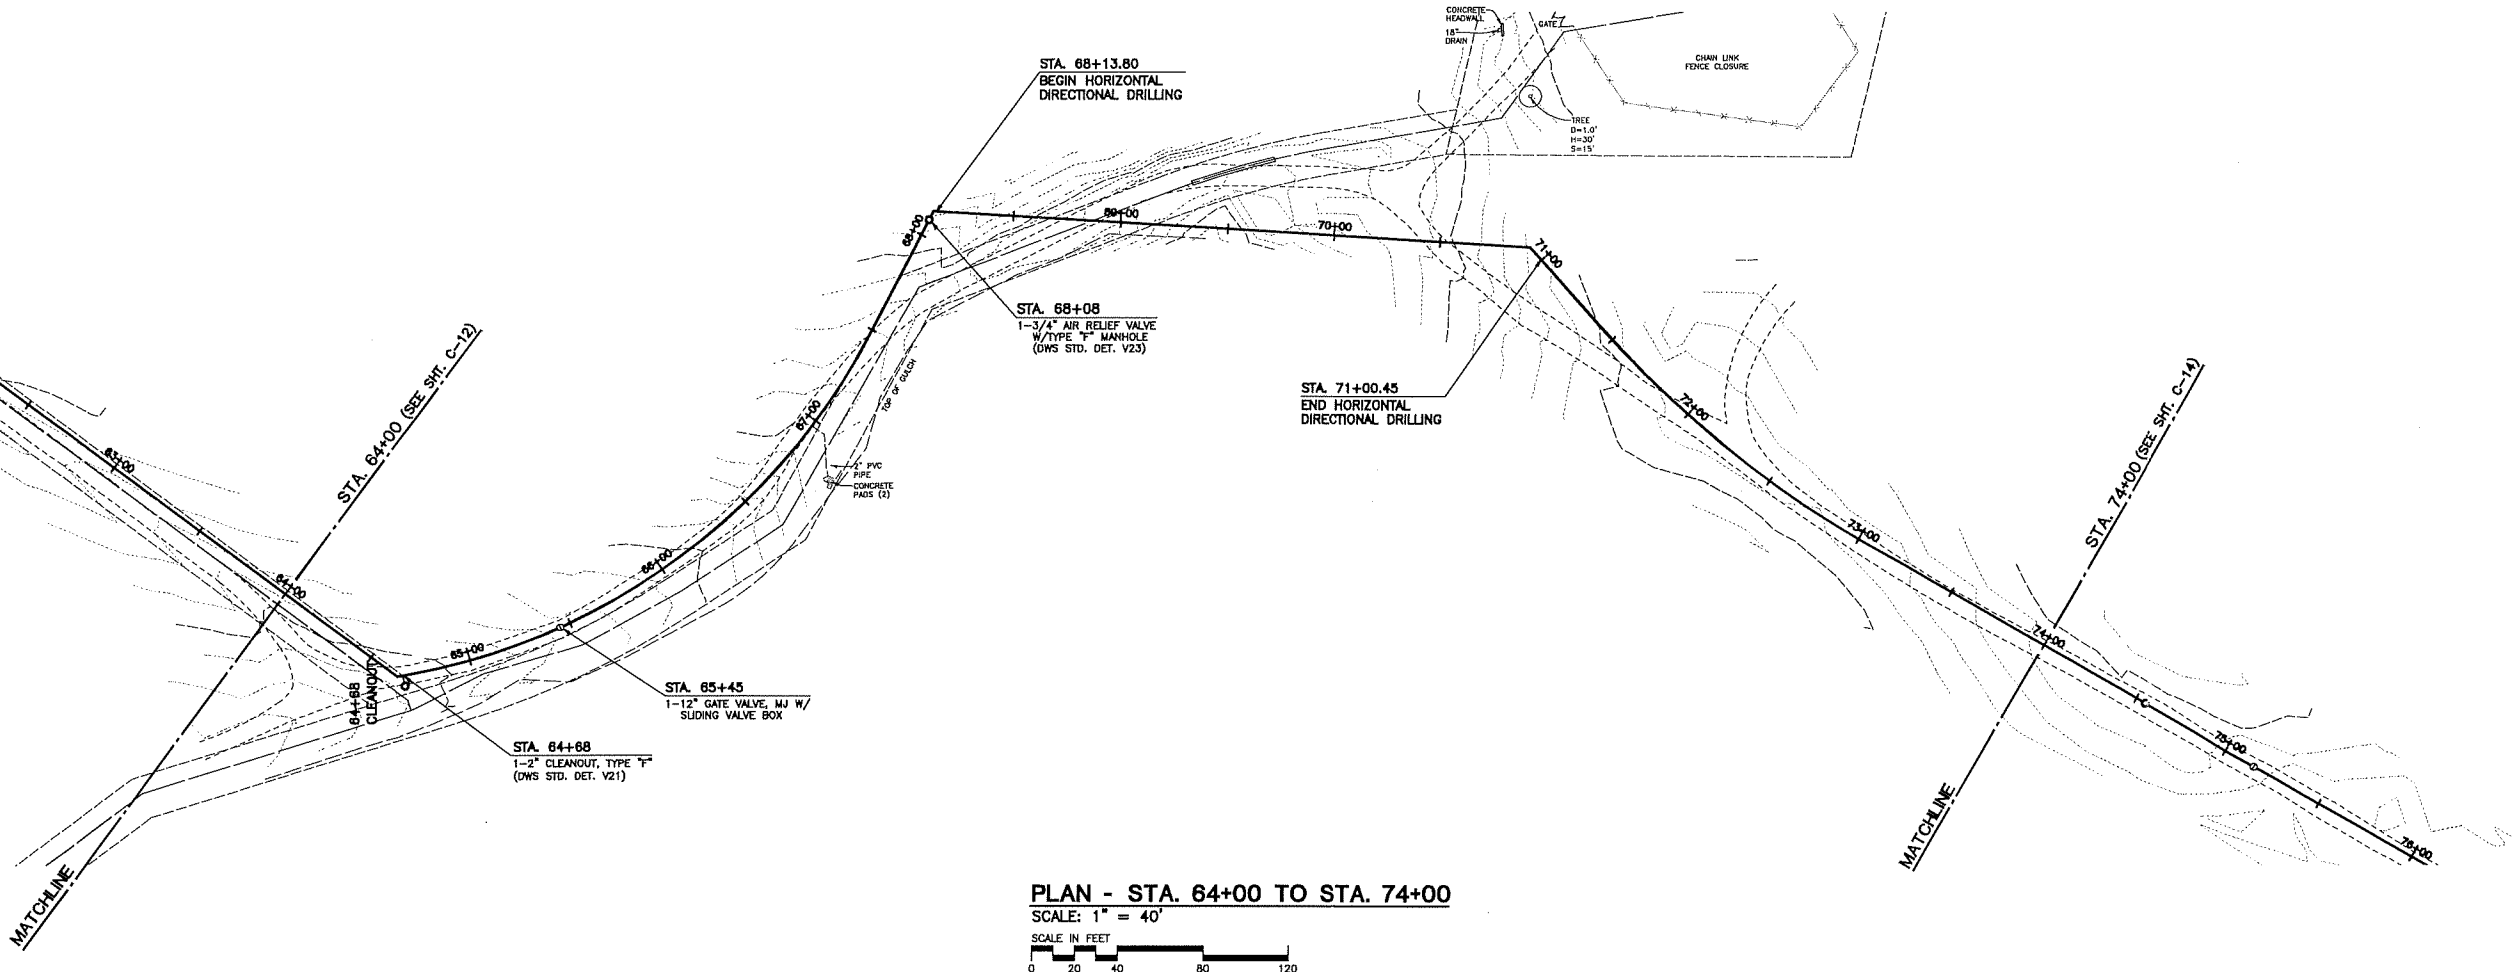 CONCRETE
HEADWALL
18"
DRAIN
GATE
CHAIN LINK
FENCE CLOSURE
TREE
D=1.0'
H=30'
S=15'
STA. 68+13.80
BEGIN HORIZONTAL
DIRECTIONAL DRILLING
68+00
69+00
70+00
71+00
STA. 68+08
1-3/4" AIR RELIEF VALVE
W/TYPE "F" MANHOLE
(DWS STD. DET. V23)
TOP OF GULCH
STA. 71+00.45
END HORIZONTAL
DIRECTIONAL DRILLING
STA. 64+00 (SEE SHT. C-12)
63+00
64+00
67+00
2" PVC
PIPE
CONCRETE
PADS (2)
66+00
65+00
64+68
CLEANOUT
STA. 65+45
1-12" GATE VALVE, MJ W/
SLIDING VALVE BOX
STA. 64+68
1-2" CLEANOUT, TYPE "F"
(DWS STD. DET. V21)
MATCHLINE
72+00
73+00
STA. 74+00 (SEE SHT. C-14)
74+00
75+00
76+00
MATCHLINE
PLAN - STA. 64+00 TO STA. 74+00
SCALE: 1" = 40'
SCALE IN FEET
0 20 40 80 120